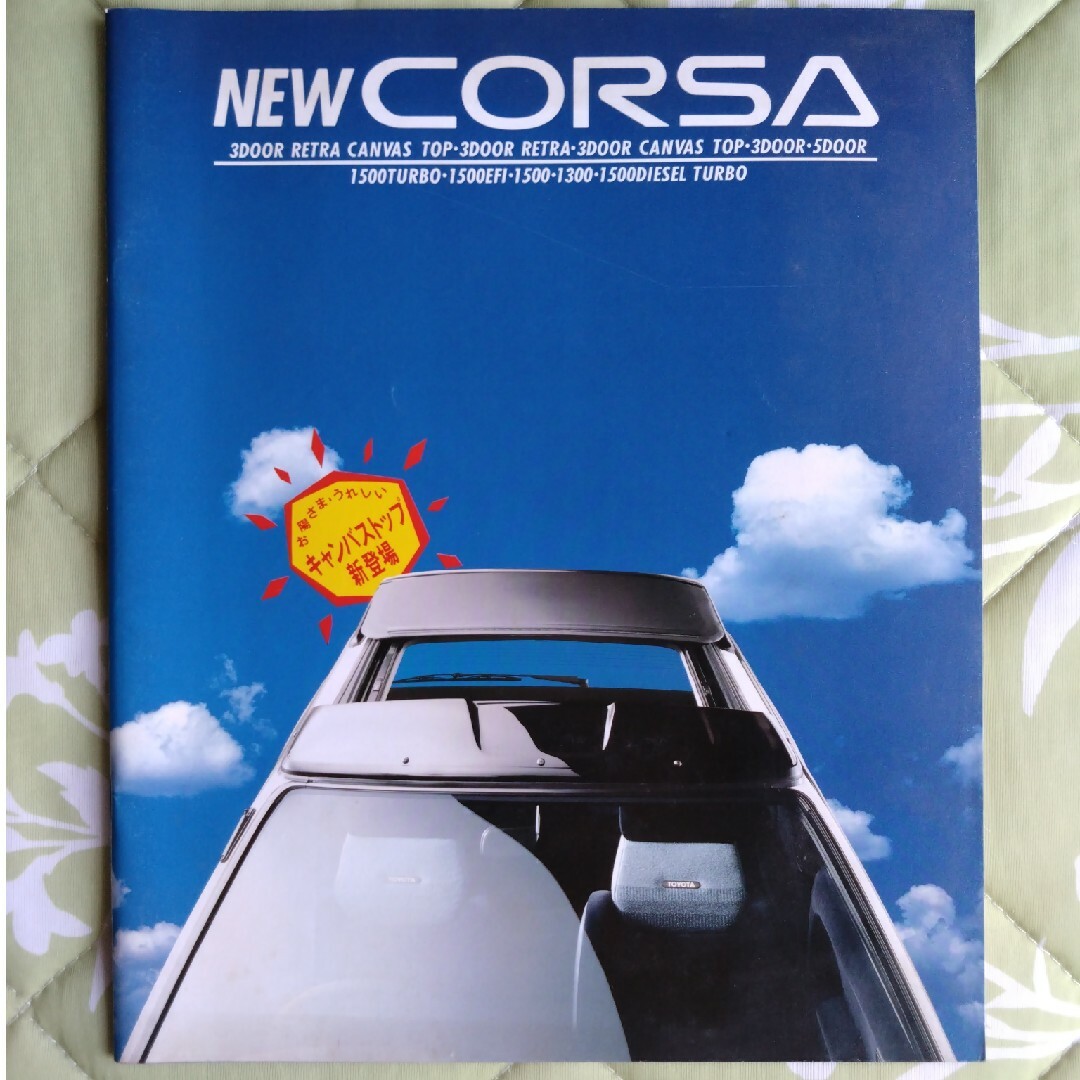 NEW CORSA
3DOOR RETRA CANVAS TOP・3DOOR RETRA・3DOOR CANVAS TOP・3DOOR・5DOOR
1500TURBO・1500EFI・1500・1300・1500DIESEL TURBO
お陽さま・うれしい
キャンバストップ
新登場
TOYOTA